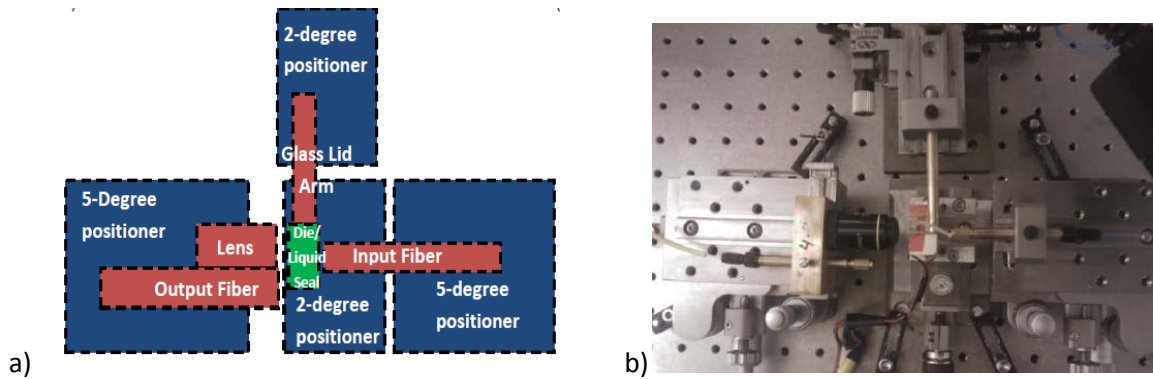 2-degree
positioner
Glass Lid
Arm
5-Degree
positioner
Lens
Output Fiber
Die/
Liquid
Seal
Input Fiber
2-degree
positioner
5-degree
positioner
a)
b)